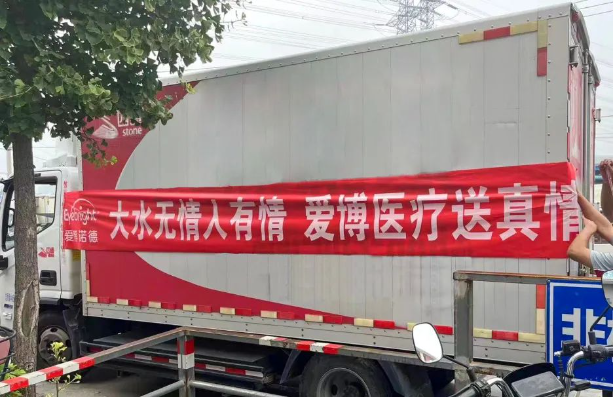 stone
Eyebright
爱博诺德
大水无情人有情 爱博医疗送真情